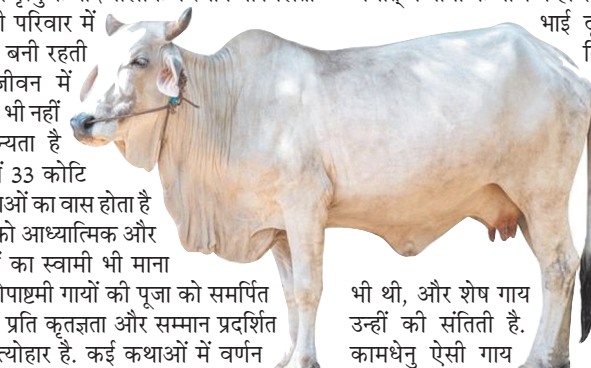 परिवार में
बनी रहती
जीवन में
भी नहीं
मान्यता है
33 कोटि
का वास होता है
को आध्यात्मिक और
का स्वामी भी माना
गायों की पूजा को समर्पित
प्रति कृतज्ञता और सम्मान प्रदर्शित
त्योहार है. कई कथाओं में वर्णन
भाई
भी थी, और शेष गाय
उन्हीं की संतिती है.
कामधेनु ऐसी गाय